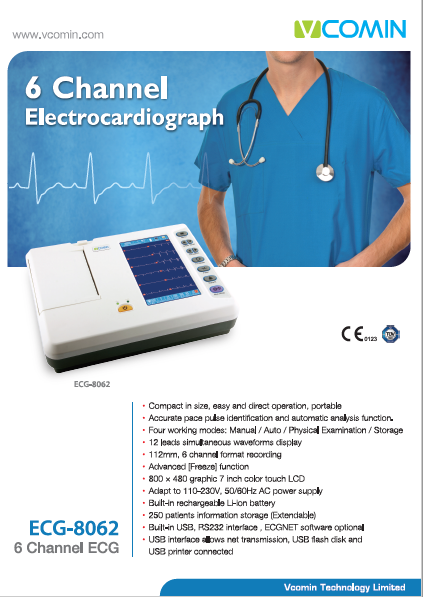 www.vcomin.com
VCOMIN
6 Channel
Electrocardiograph
CE 0123
ECG-8062
• Compact in size, easy and direct operation, portable
• Accurate pace pulse identification and automatic analysis function.
• Four working modes: Manual / Auto / Physical Examination / Storage
• 12 leads simultaneous waveforms display
• 112mm, 6 channel format recording
• Advanced [Freeze] function
• 800 × 480 graphic 7 inch color touch LCD
• Adapt to 110-230V, 50/60Hz AC power supply
• Built-in rechargeable Li-ion battery
• 250 patients information storage (Extendable)
• Built-in USB, RS232 interface , ECGNET software optional
• USB interface allows net transmission, USB flash disk and
USB printer connected
ECG-8062
6 Channel ECG
Vcomin Technology Limited